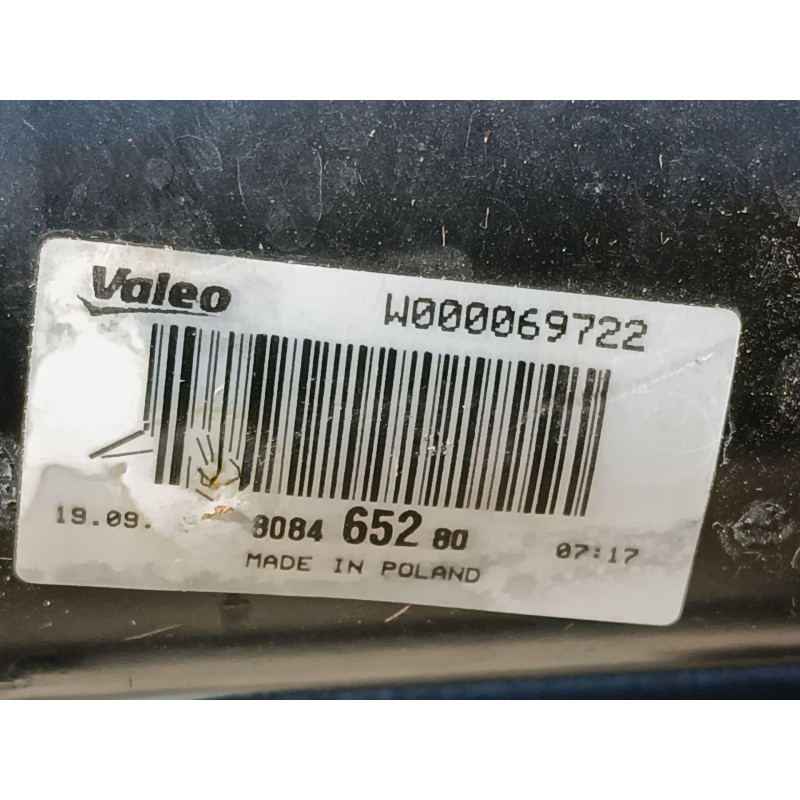 Valeo
W000069722
19.09.
8084 652 80
07:17
MADE IN POLAND